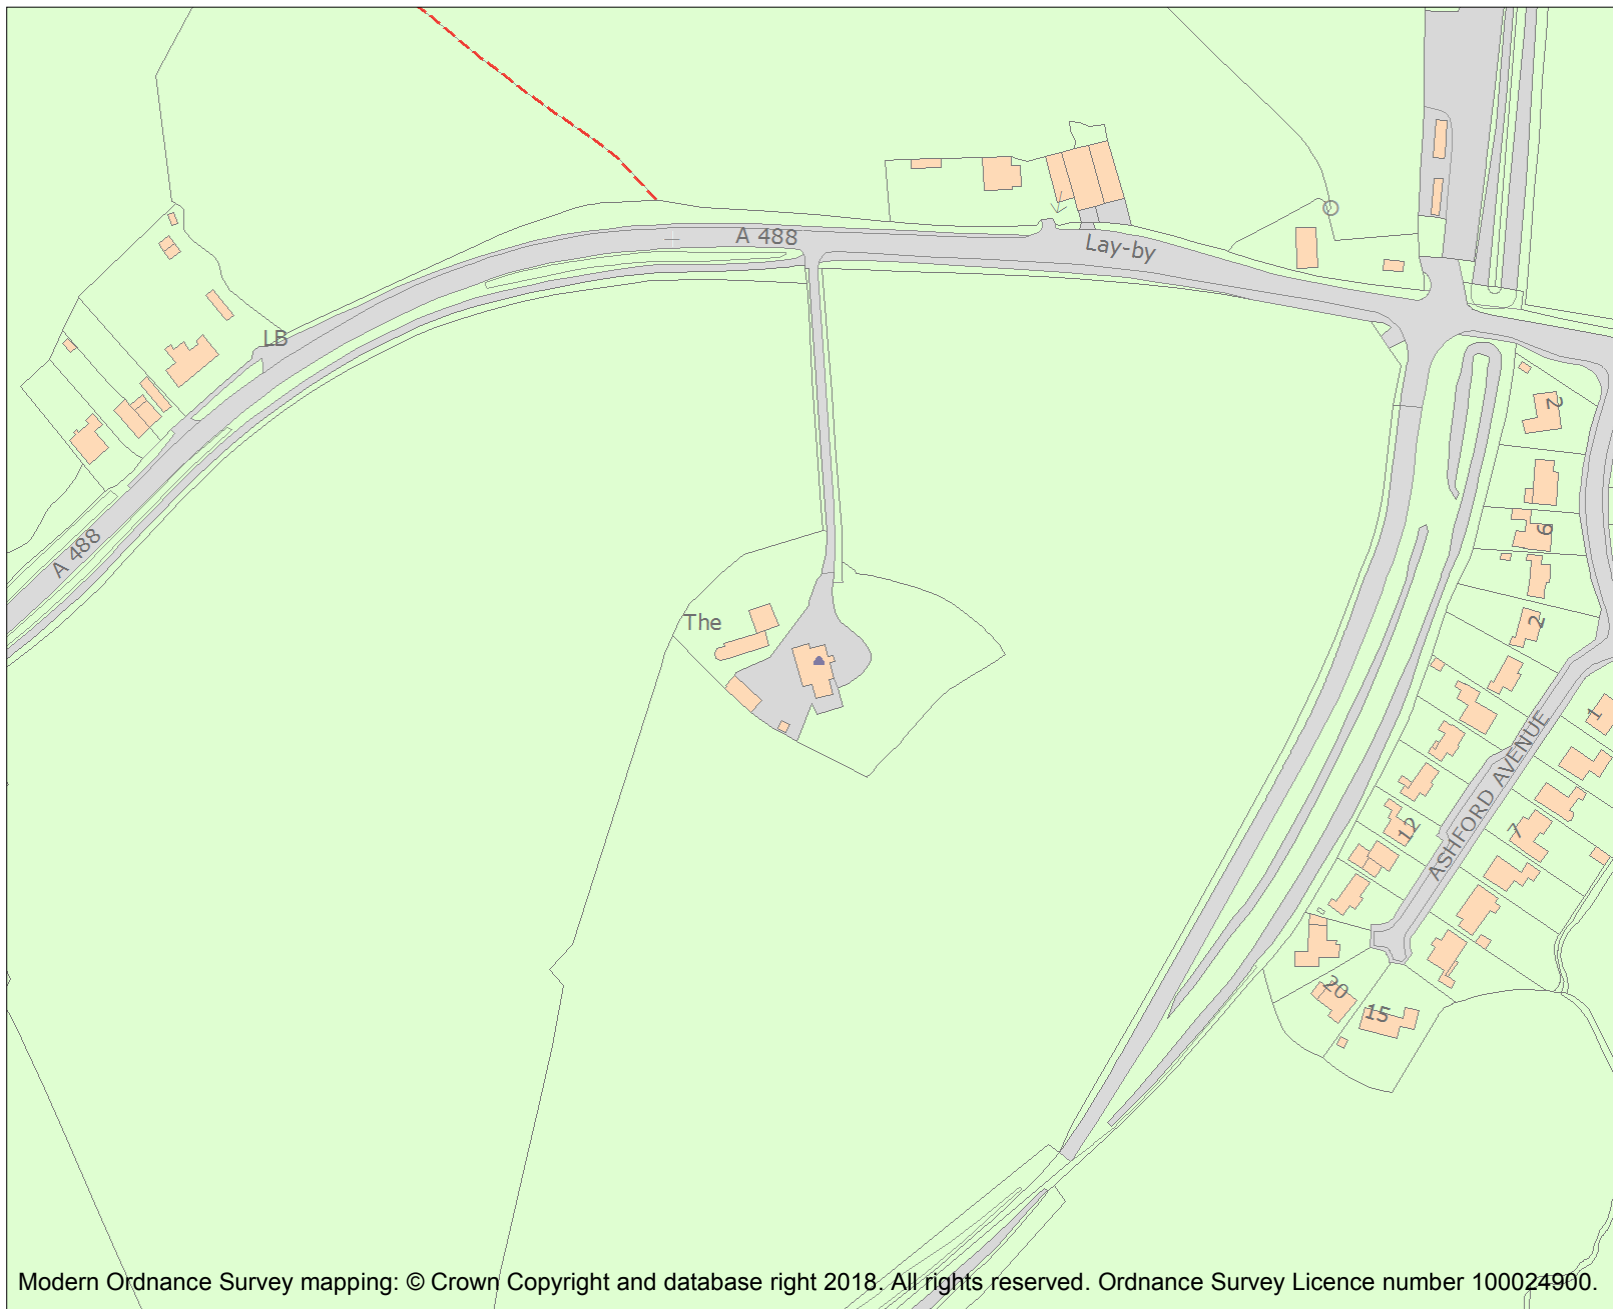 A 488
Lay-by
LB
2
A 488
6
The
2
1
ASHFORD AVENUE
12
7
20
15
Modern Ordnance Survey mapping: © Crown Copyright and database right 2018. All rights reserved. Ordnance Survey Licence number 100024900.